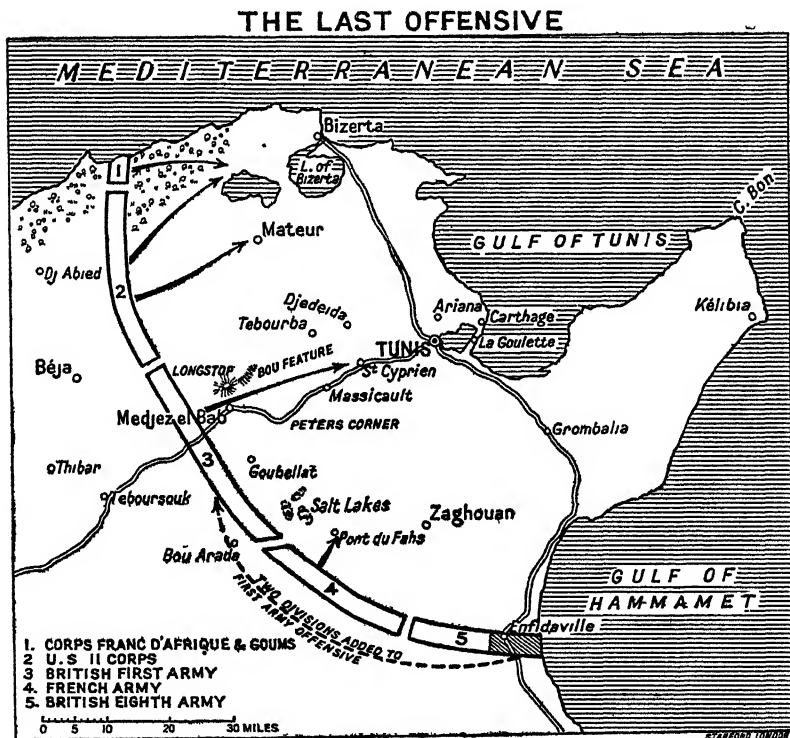 THE LAST OFFENSIVE
MEDITERRANEAN SEA
Bizerta
L. of
Bizerta
C. Bon
1
Mateur
GULF OF TUNIS
Dj Abied
2
Djedeida
Ariana
Carthage
Kélibia
Tebourba
TUNIS
La Goulette
LONGSTOP
BOU FEATURE
St Cyprien
Béja
Massicault
Medjez el Bab
PETERS CORNER
Grombalia
3
Goubellat
Thibar
Teboursouk
Salt Lakes
Zaghouan
Pont du Fahs
Bou Arada
GULF OF
HAMMAMET
4
TWO DIVISIONS ADDED TO
FIRST ARMY OFFENSIVE
5
Enfidaville
1. CORPS FRANC D'AFRIQUE & GOUMS
2 U.S II CORPS
3 BRITISH FIRST ARMY
4. FRENCH ARMY
5. BRITISH EIGHTH ARMY
0 5 10 20 30 MILES
STANFORD LONDON